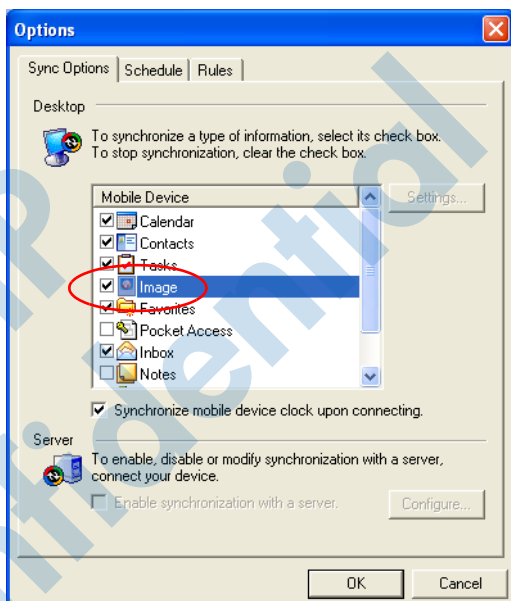 Options
Sync Options Schedule Rules
Desktop
To synchronize a type of information, select its check box.
To stop synchronization, clear the check box.
Mobile Device
Settings...
Calendar
Contacts
Tasks
Image
Favorites
Pocket Access
Inbox
Notes
Synchronize mobile device clock upon connecting.
Server
To enable, disable or modify synchronization with a server,
connect your device.
Enable synchronization with a server.
Configure...
OK Cancel